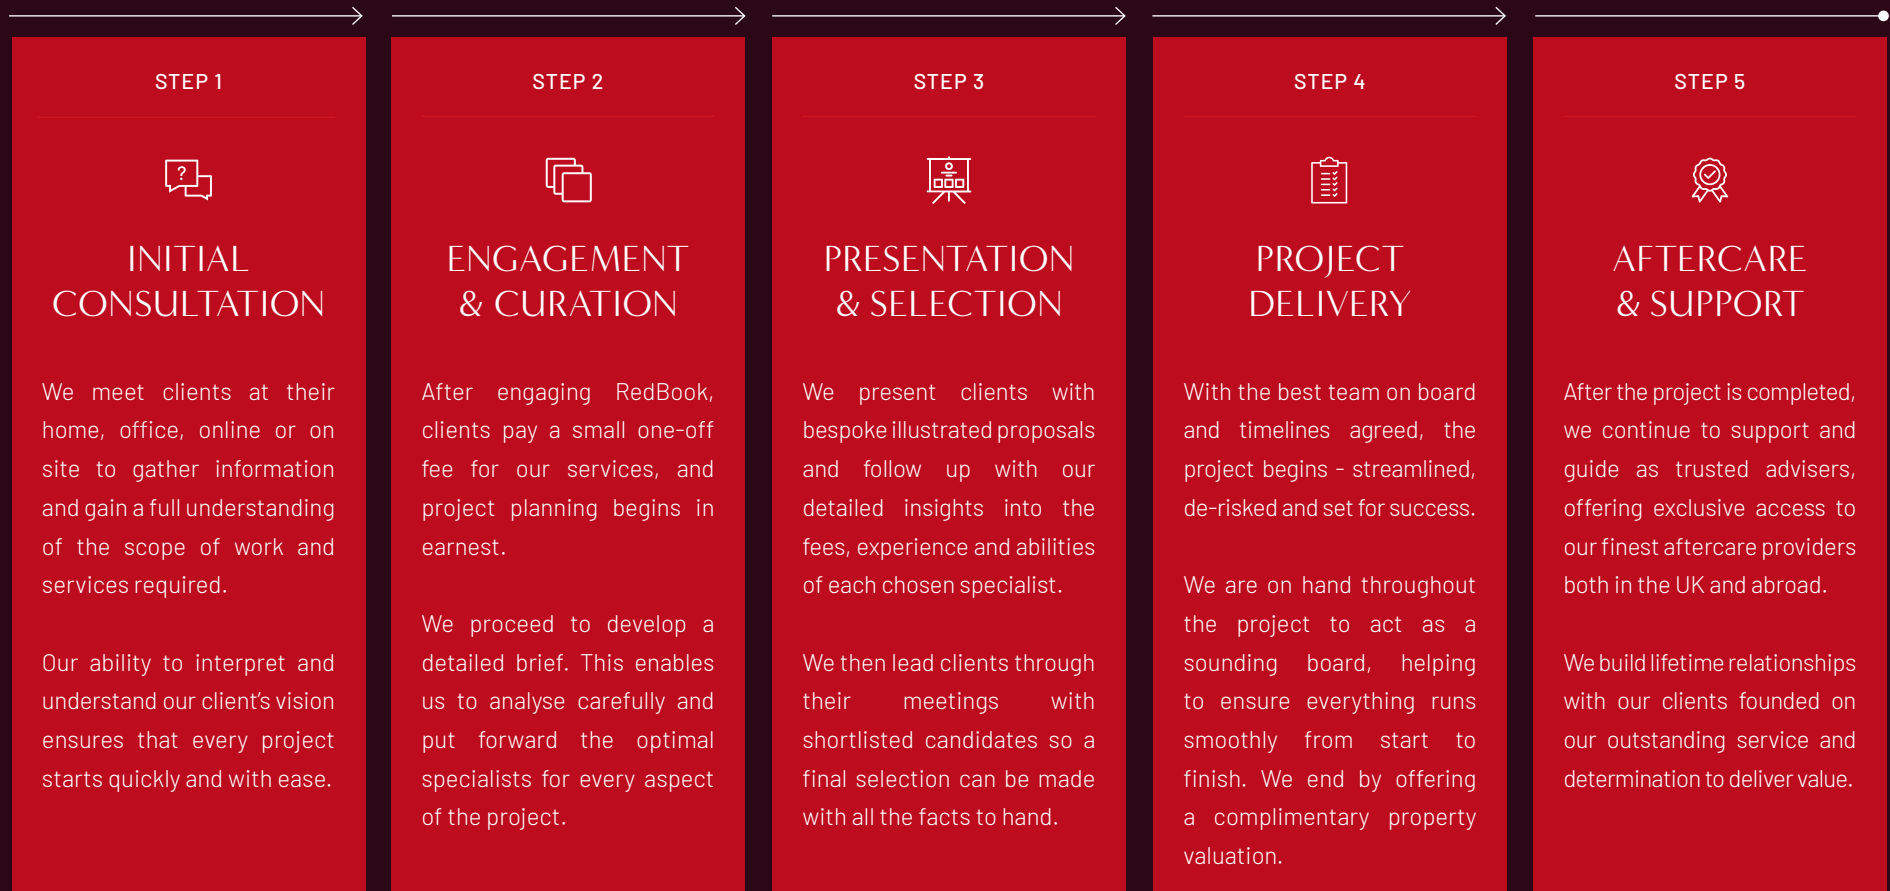 STEP 1
?
INITIAL
CONSULTATION
We meet clients at their
home, office, online or on
site to gather information
and gain a full understanding
of the scope of work and
services required.
Our ability to interpret and
understand our client's vision
ensures that every project
starts quickly and with ease.
STEP 2
ENGAGEMENT
& CURATION
After engaging RedBook,
clients pay a small one-off
fee for our services, and
project planning begins in
earnest.
We proceed to develop a
detailed brief. This enables
us to analyse carefully and
put forward the optimal
specialists for every aspect
of the project.
STEP 3
PRESENTATION
& SELECTION
We present clients with
bespoke illustrated proposals
and follow up with our
detailed insights into the
fees, experience and abilities
of each chosen specialist.
We then lead clients through
their meetings with
shortlisted candidates so a
final selection can be made
with all the facts to hand.
STEP 4
PROJECT
DELIVERY
With the best team on board
and timelines agreed, the
project begins - streamlined,
de-risked and set for success.
We are on hand throughout
the project to act as a
sounding board, helping
to ensure everything runs
smoothly from start to
finish. We end by offering
a complimentary property
valuation.
STEP 5
AFTERCARE
& SUPPORT
After the project is completed,
we continue to support and
guide as trusted advisers,
offering exclusive access to
our finest aftercare providers
both in the UK and abroad.
We build lifetime relationships
with our clients founded on
our outstanding service and
determination to deliver value.